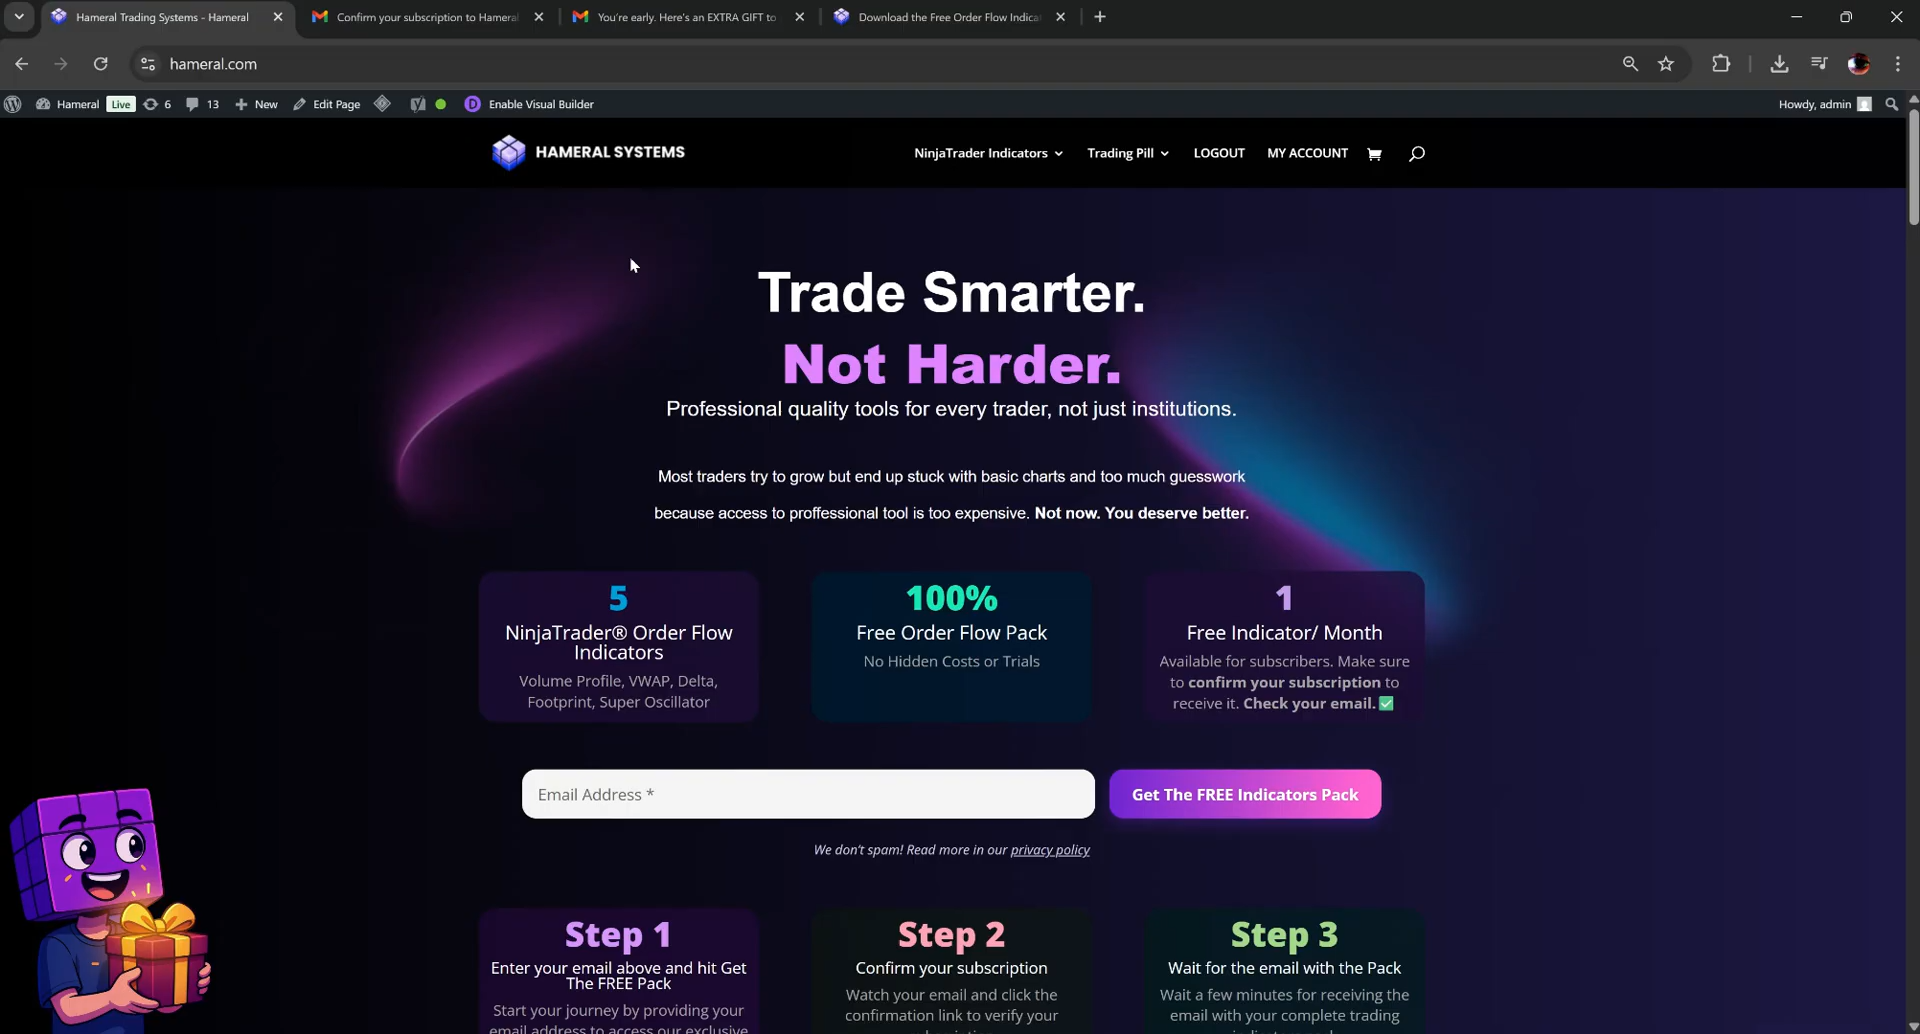 Hameral Trading Systems - Hameral
Confirm your subscription to Hameral
You're early. Here's an EXTRA GIFT to
Download the Free Order Flow Indicat
hameral.com
Hameral Live 6 13 New Edit Page Enable Visual Builder Howdy, admin
HAMERAL SYSTEMS
NinjaTrader Indicators Trading Pill LOGOUT MY ACCOUNT
Trade Smarter.
Not Harder.
Professional quality tools for every trader, not just institutions.
Most traders try to grow but end up stuck with basic charts and too much guesswork
because access to proffessional tool is too expensive. Not now. You deserve better.
5
NinjaTrader® Order Flow
Indicators
Volume Profile, VWAP, Delta,
Footprint, Super Oscillator
100%
Free Order Flow Pack
No Hidden Costs or Trials
1
Free Indicator/ Month
Available for subscribers. Make sure
to confirm your subscription to
receive it. Check your email.✅
Email Address *
Get The FREE Indicators Pack
We don't spam! Read more in our privacy policy
Step 1
Enter your email above and hit Get
The FREE Pack
Start your journey by providing your
email address to access our exclusive
Step 2
Confirm your subscription
Watch your email and click the
confirmation link to verify your
Step 3
Wait for the email with the Pack
Wait a few minutes for receiving the
email with your complete trading